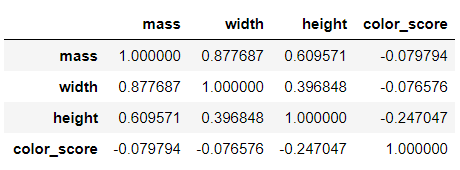 mass width height color_score
mass 1.000000 0.877687 0.609571 -0.079794
width 0.877687 1.000000 0.396848 -0.076576
height 0.609571 0.396848 1.000000 -0.247047
color_score -0.079794 -0.076576 -0.247047 1.000000